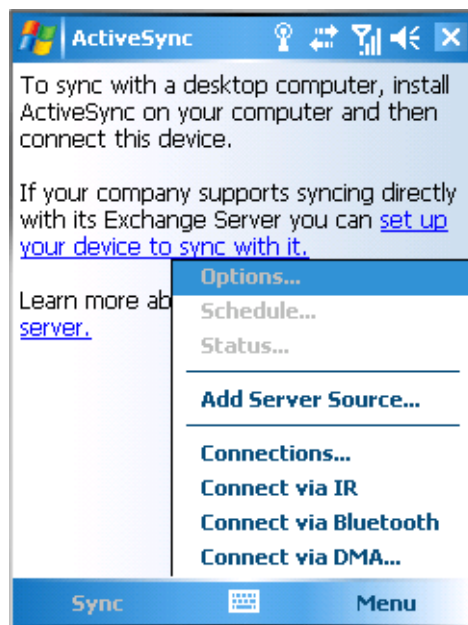 ActiveSync
To sync with a desktop computer, install
ActiveSync on your computer and then
connect this device.
If your company supports syncing directly
with its Exchange Server you can set up
your device to sync with it.
Learn more ab
server.
Options...
Schedule...
Status...
Add Server Source...
Connections...
Connect via IR
Connect via Bluetooth
Connect via DMA...
Sync Menu